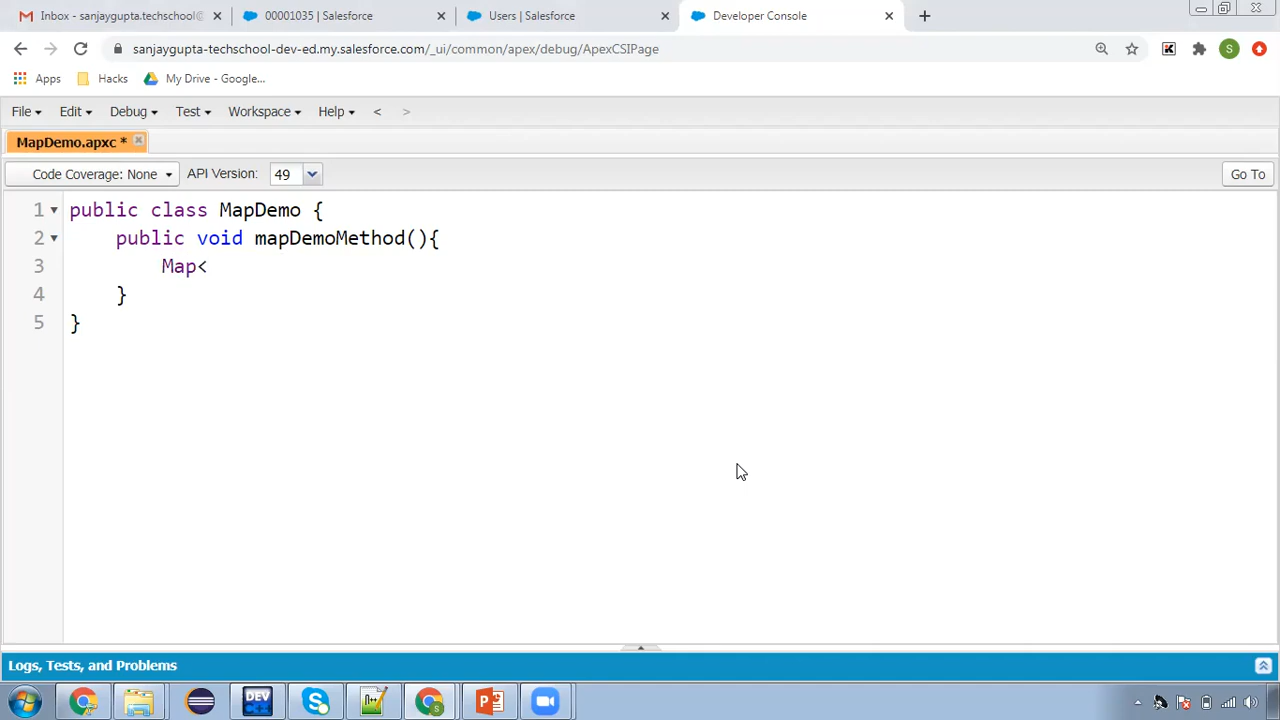 Inbox - sanjaygupta.techschool@
00001035 | Salesforce
Users | Salesforce
Developer Console
sanjaygupta-techschool-dev-ed.my.salesforce.com/_ui/common/apex/debug/ApexCSIPage
K
S
Apps
Hacks
My Drive - Google...
File Edit Debug Test Workspace Help < >
MapDemo.apxc *
Code Coverage: None API Version: 49 Go To
1 public class MapDemo {
2 public void mapDemoMethod(){
3 Map<
4 }
5 }
Logs, Tests, and Problems
DEV
S